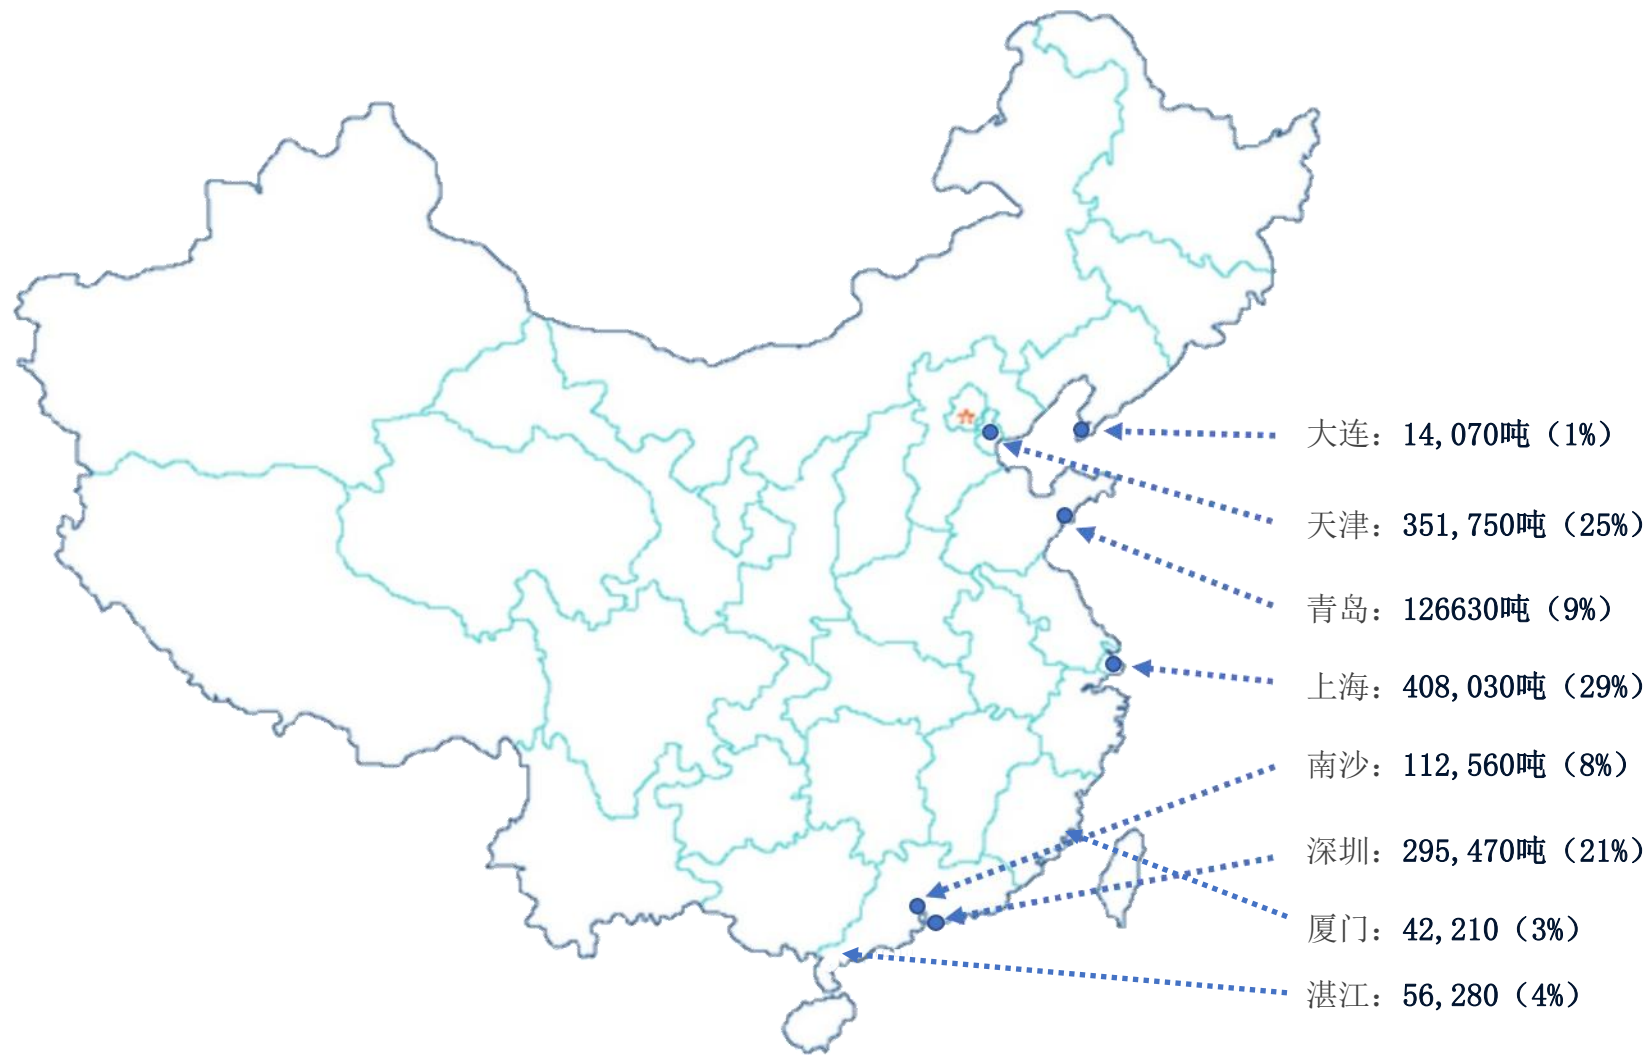 大连：14,070吨（1%）
天津：351,750吨（25%）
青岛：126630吨（9%）
上海：408,030吨（29%）
南沙：112,560吨（8%）
深圳：295,470吨（21%）
厦门：42,210（3%）
湛江：56,280（4%）